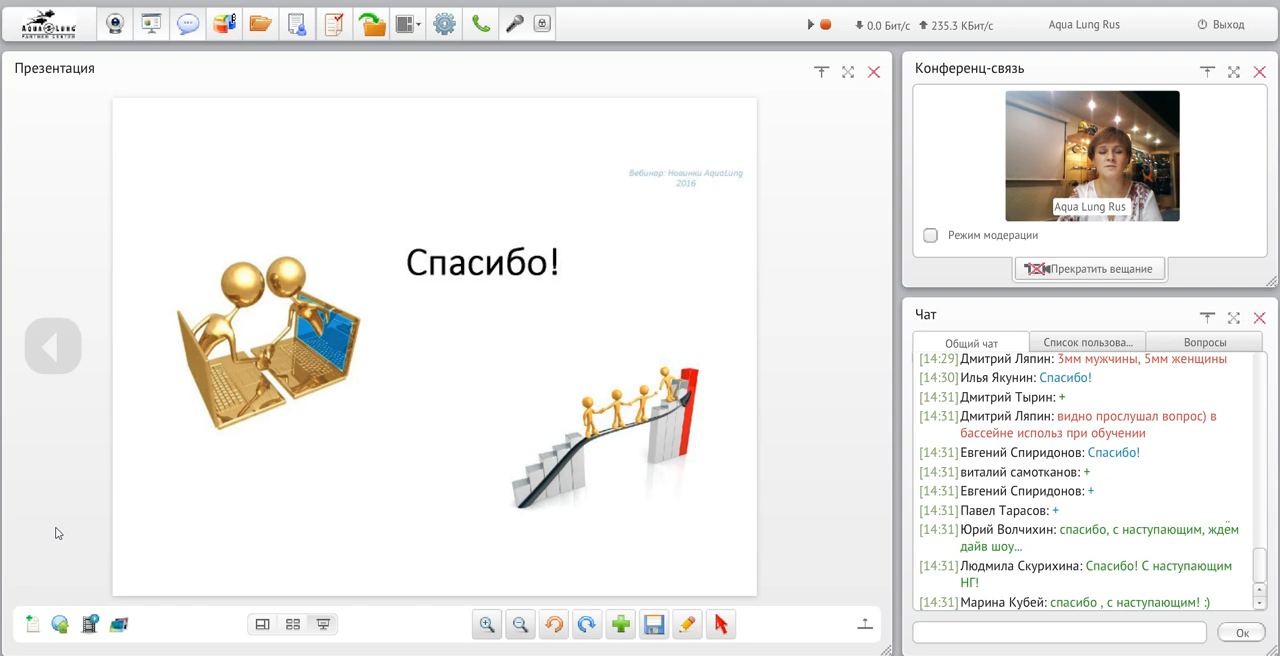 AQUA LUNG
PARTNER CENTER
0.0 Бит/с
235.3 КБит/с
Aqua Lung Rus
Выход
Презентация
Вебинар: Новинки AquaLung
2016
Спасибо!
Конференц-связь
Aqua Lung Rus
Режим модерации
Прекратить вещание
Чат
Общий чат
Список пользова...
Вопросы
[14:29] Дмитрий Ляпин: 3мм мужчины, 5мм женщины
[14:30] Илья Якунин: Спасибо!
[14:31] Дмитрий Тырин: +
[14:31] Дмитрий Ляпин: видно прослушал вопрос) в
бассейне использ при обучении
[14:31] Евгений Спиридонов: Спасибо!
[14:31] виталий самотканов: +
[14:31] Евгений Спиридонов: +
[14:31] Павел Тарасов: +
[14:31] Юрий Волчихин: спасибо, с наступающим, ждём
дайв шоу...
[14:31] Людмила Скурихина: Спасибо! С наступающим
НГ!
[14:31] Марина Кубей: спасибо , с наступающим! :)
Ок